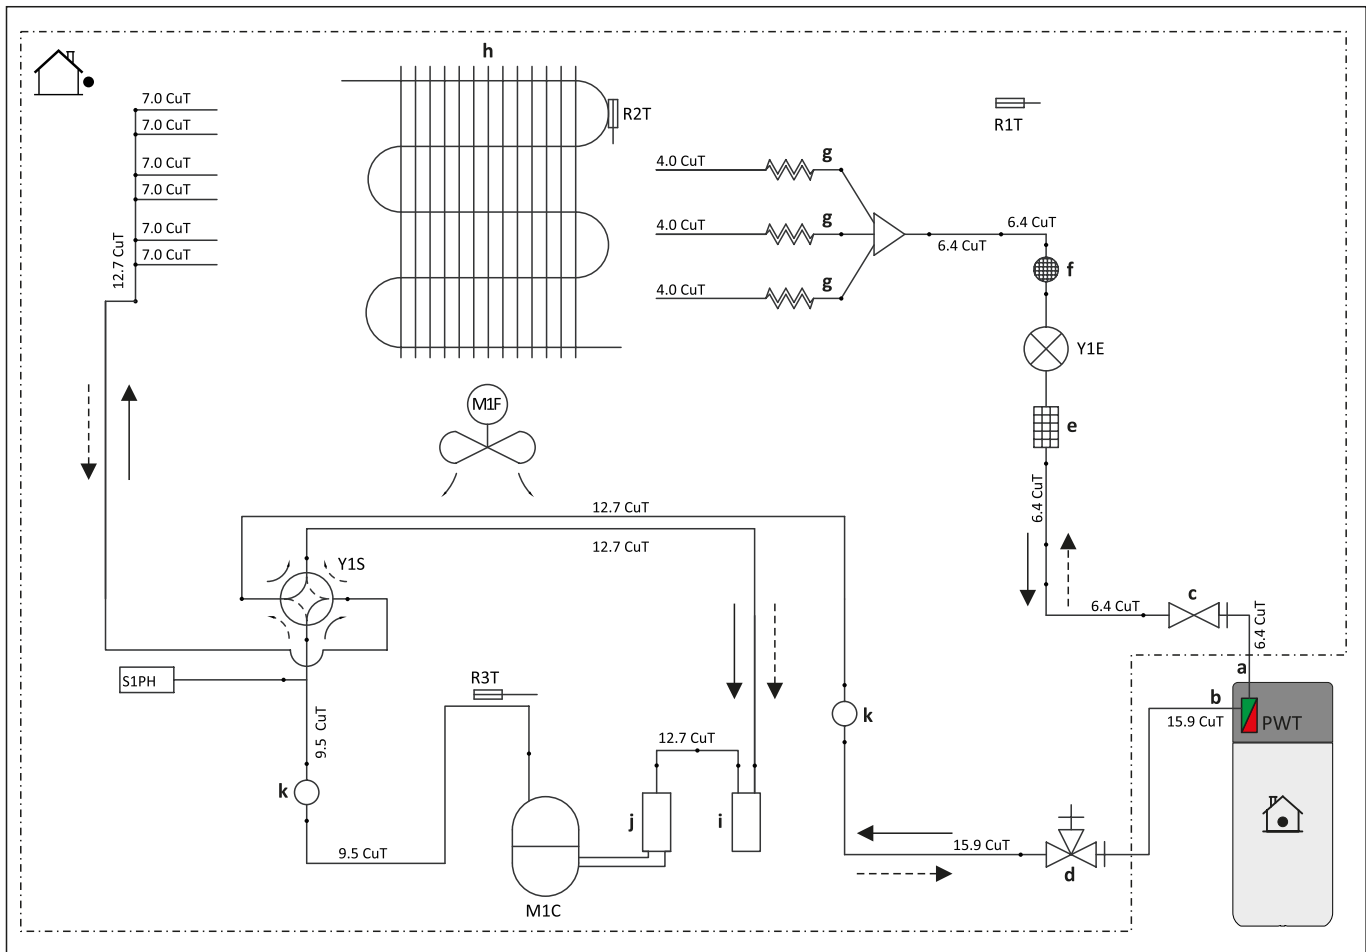 h
7.0 CuT
7.0 CuT
7.0 CuT
7.0 CuT
7.0 CuT
7.0 CuT
12.7 CuT
R2T
R1T
4.0 CuT
g
4.0 CuT
g
4.0 CuT
g
6.4 CuT
6.4 CuT
f
Y1E
e
6.4 CuT
M1F
12.7 CuT
12.7 CuT
Y1S
6.4 CuT
c
6.4 CuT
a
b
15.9 CuT
PWT
S1PH
R3T
9.5 CuT
k
9.5 CuT
12.7 CuT
j
i
k
M1C
15.9 CuT
d